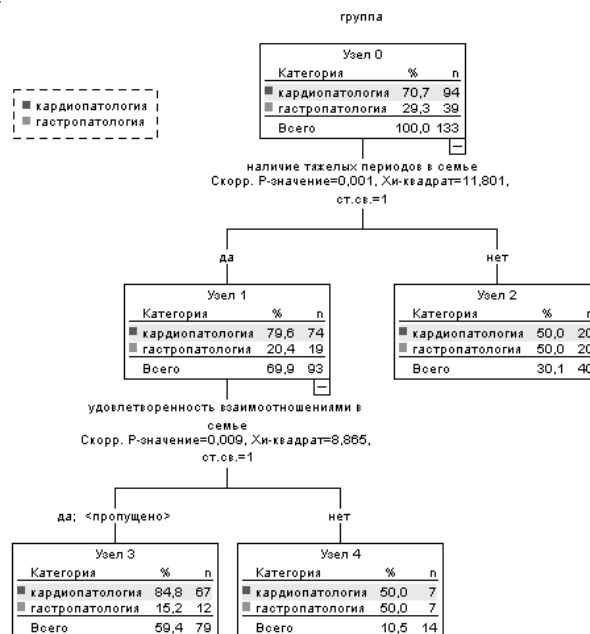 группа
Узел 0
Категория % n
кардиопатология 70,7 94
гастропатология 29,3 39
Всего 100,0 133
кардиопатология
гастропатология
наличие тяжелых периодов в семье
Скорр. Р-значение=0,001, Хи-квадрат=11,801,
ст.св.=1
да
нет
Узел 1
Категория % n
кардиопатология 79,6 74
гастропатология 20,4 19
Всего 69,9 93
Узел 2
Категория % n
кардиопатология 50,0 20
гастропатология 50,0 20
Всего 30,1 40
удовлетворенность взаимоотношениями в
семье
Скорр. Р-значение=0,009, Хи-квадрат=8,865,
ст.св.=1
да; <пропущено>
нет
Узел 3
Категория % n
кардиопатология 84,8 67
гастропатология 15,2 12
Всего 59,4 79
Узел 4
Категория % n
кардиопатология 50,0 7
гастропатология 50,0 7
Всего 10,5 14